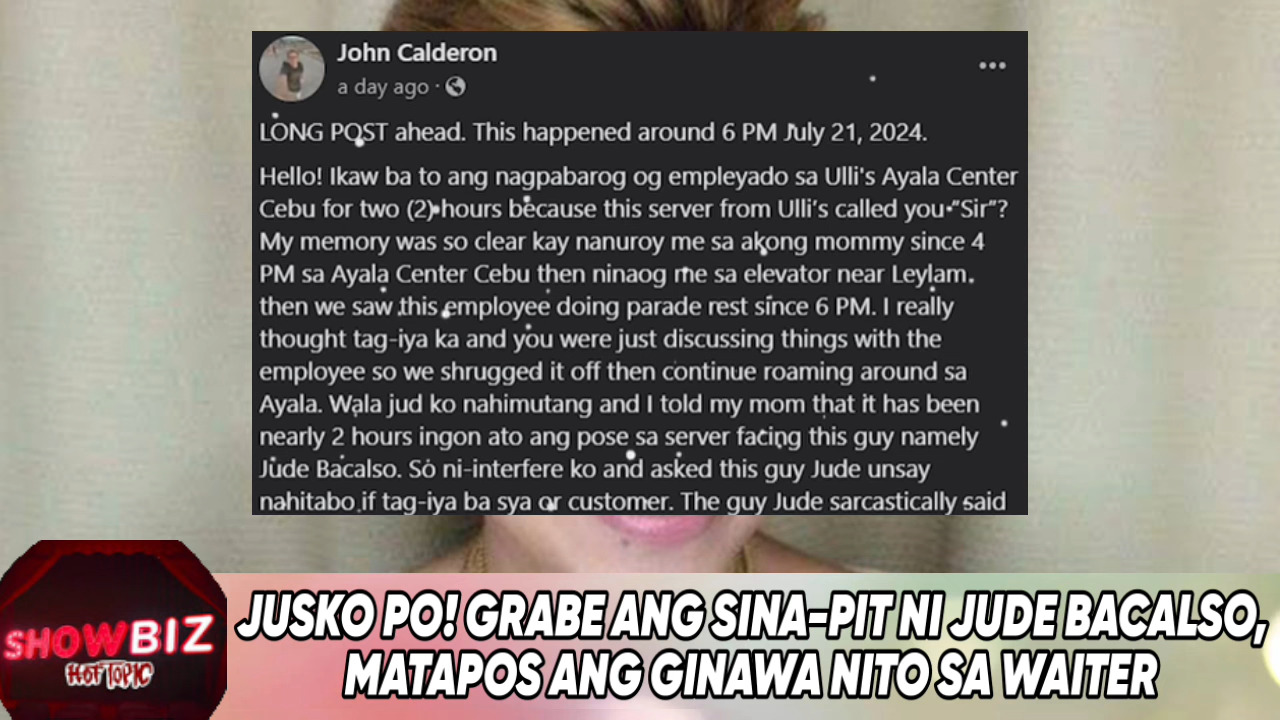 John Calderon
a day ago ·
LONG POST ahead. This happened around 6 PM July 21, 2024.
Hello! Ikaw ba to ang nagpabarog og empleyado sa Ulli's Ayala Center
Cebu for two (2) hours because this server from Ulli's called you "Sir"?
My memory was so clear kay nanuroy me sa akong mommy since 4
PM sa Ayala Center Cebu then ninaog me sa elevator near Leylam.
then we saw this employee doing parade rest since 6 PM. I really
thought tag-iya ka and you were just discussing things with the
employee so we shrugged it off then continue roaming around sa
Ayala. Wala jud ko nahimutang and I told my mom that it has been
nearly 2 hours ingon ato ang pose sa server facing this guy namely
Jude Bacalso. So ni-interfere ko and asked this guy Jude unsay
nahitabo if tag-iya ba sya or customer. The guy Jude sarcastically said
SHOWBIZ
HOT TOPIC
JUSKO PO! GRABE ANG SINA-PIT NI JUDE BACALSO,
MATAPOS ANG GINAWA NITO SA WAITER